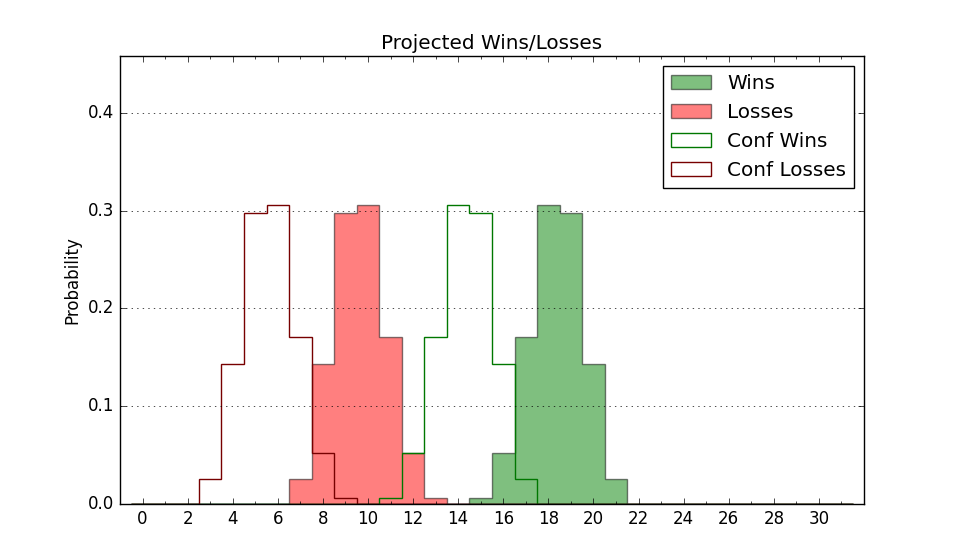 Projected Wins/Losses
Wins
Losses
Conf Wins
Conf Losses
Probability
0.4
0.3
0.2
0.1
0.0
0 2 4 6 8 10 12 14 16 18 20 22 24 26 28 30